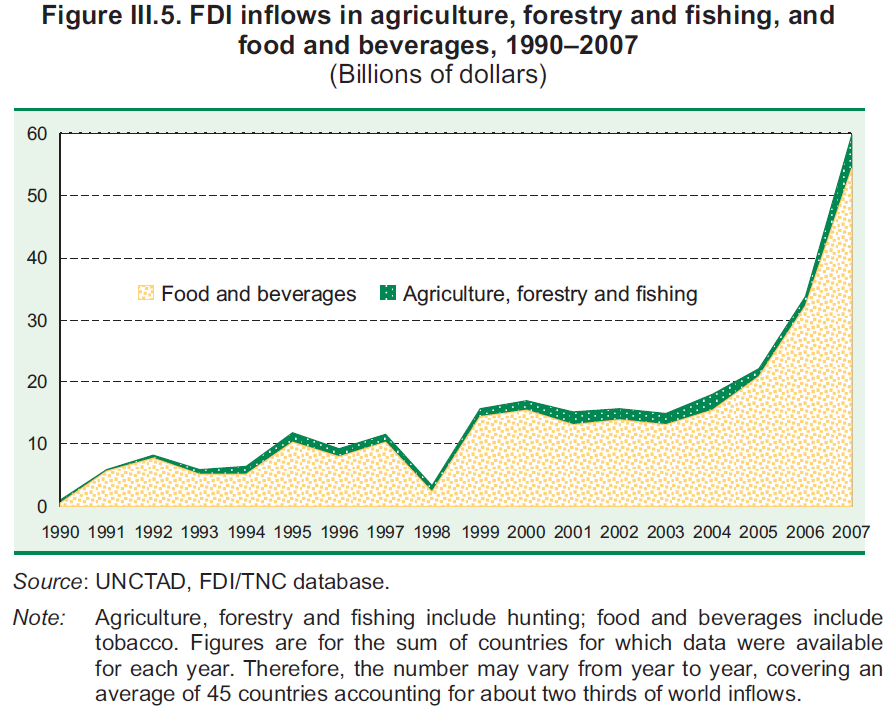 Figure III.5. FDI inflows in agriculture, forestry and fishing, and
food and beverages, 1990–2007
(Billions of dollars)
60
50
40
Food and beverages Agriculture, forestry and fishing
30
20
10
0
1990 1991 1992 1993 1994 1995 1996 1997 1998 1999 2000 2001 2002 2003 2004 2005 2006 2007
Source: UNCTAD, FDI/TNC database.
Note: Agriculture, forestry and fishing include hunting; food and beverages include
tobacco. Figures are for the sum of countries for which data were available
for each year. Therefore, the number may vary from year to year, covering an
average of 45 countries accounting for about two thirds of world inflows.